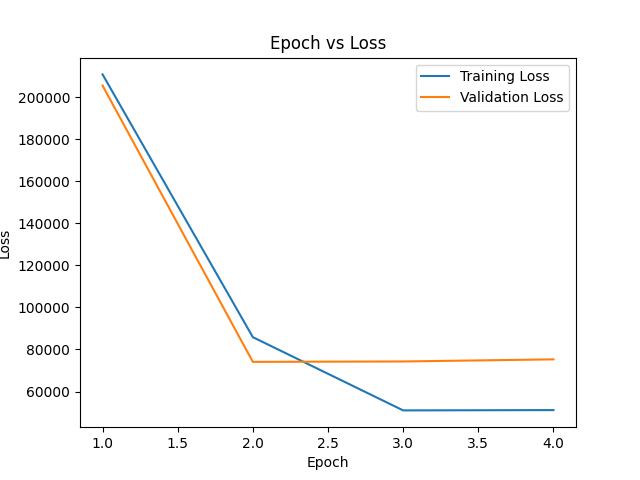 Epoch vs Loss
Training Loss
Validation Loss
200000
180000
160000
140000
120000
100000
80000
60000
Loss
1.0 1.5 2.0 2.5 3.0 3.5 4.0
Epoch